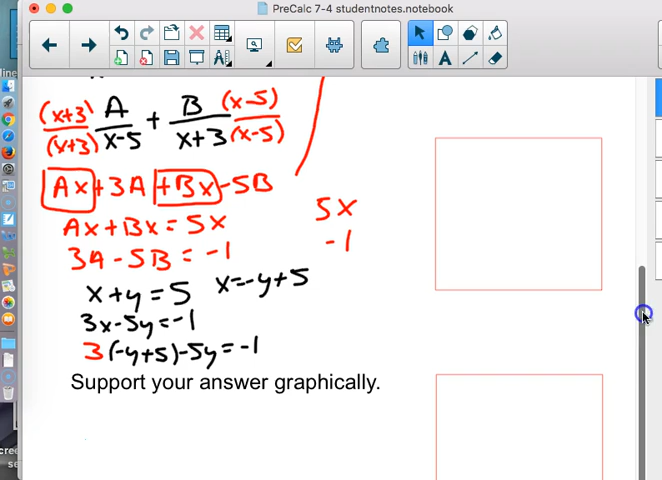 PreCalc 7-4 studentnotes.notebook
(x+3)/(x+3) A/x-5 + B/x+3 (x-5)/(x-5)
Ax+3A+Bx-5B
Ax+Bx=5x
5x
3A-5B=-1
-1
x+y=5 x=-y+5
3x-5y=-1
3(-y+5)-5y=-1
Support your answer graphically.